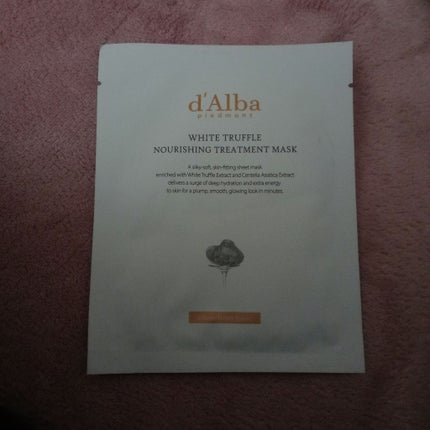 d'Alba
piedmont
WHITE TRUFFLE
NOURISHING TREATMENT MASK
A silky-soft, skin-fitting sheet mask
enriched with White Truffle Extract and Centella Asiatica Extract
delivers a surge of deep hydration and extra energy
to skin for a plump, smooth, glowing look in minutes.